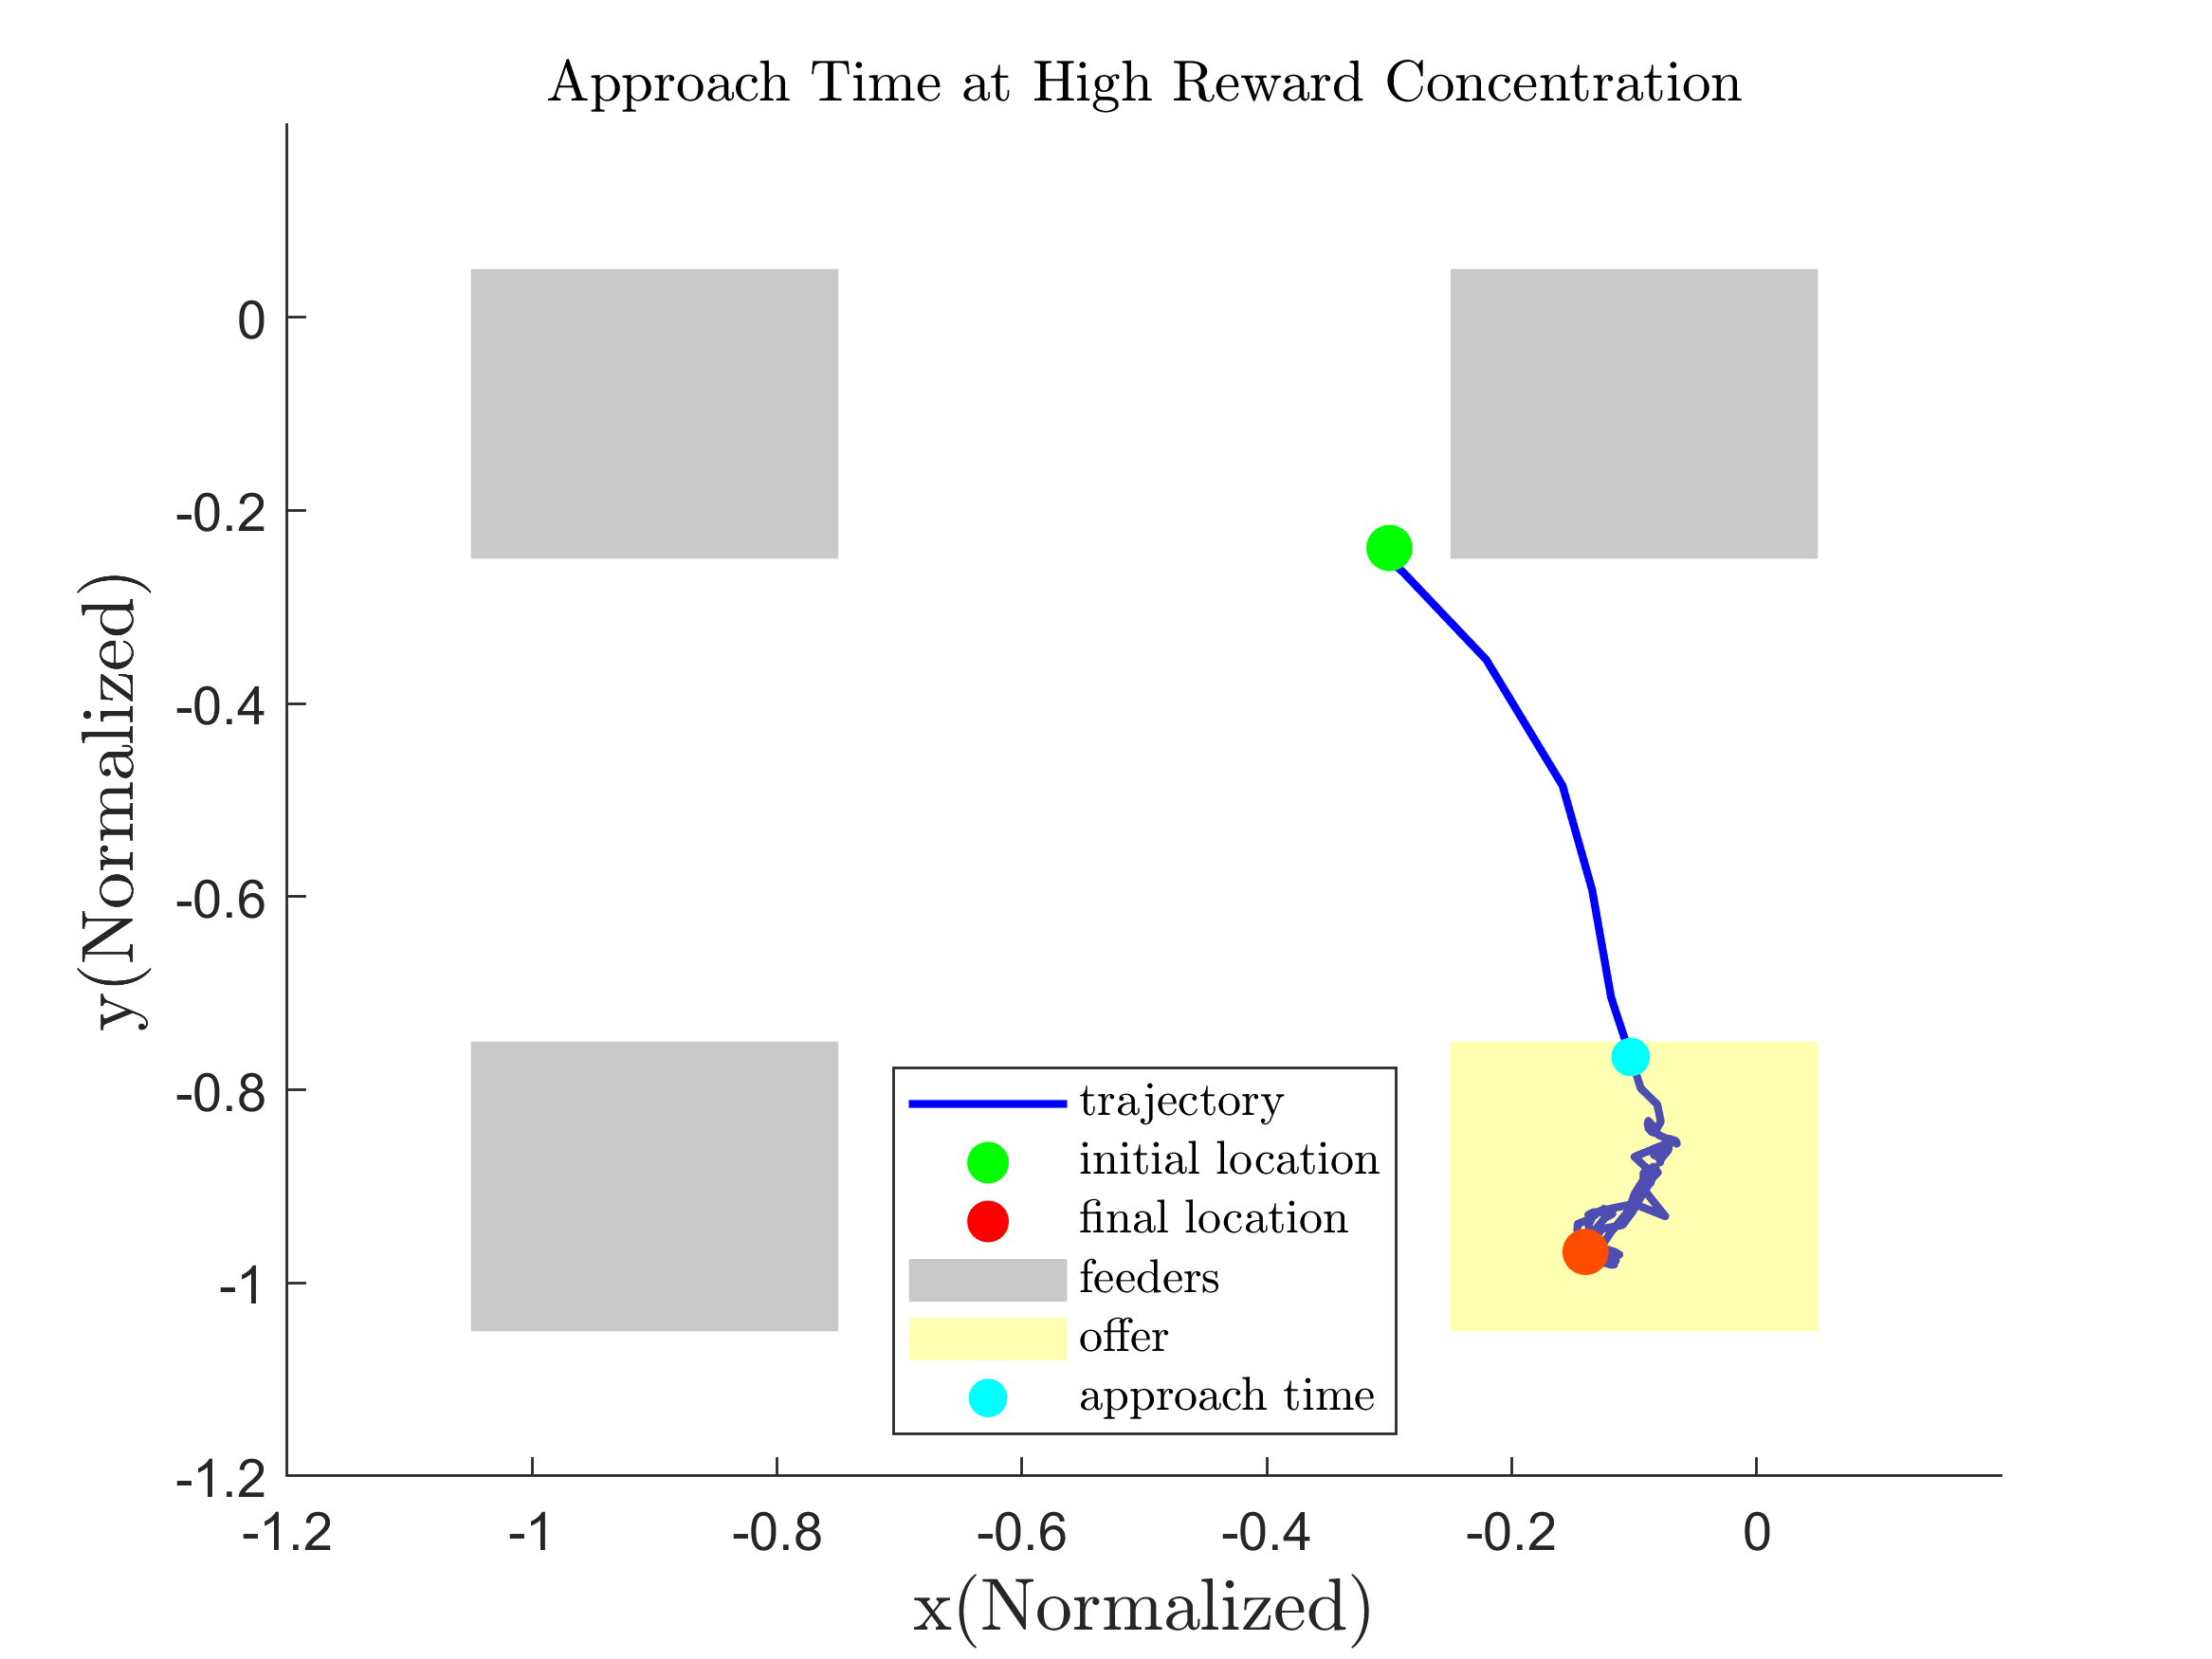 Approach Time at High Reward Concentration
y(Normalized)
0
-0.2
-0.4
-0.6
-0.8
-1
-1.2
trajectory
initial location
final location
feeders
offer
approach time
-1.2 -1 -0.8 -0.6 -0.4 -0.2 0
x(Normalized)